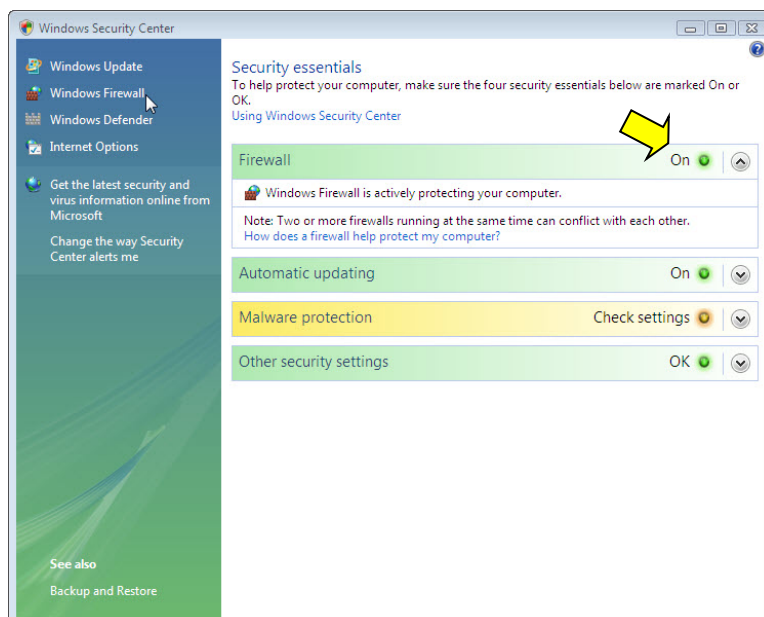 Windows Security Center
Windows Update
Windows Firewall
Windows Defender
Internet Options
Get the latest security and
virus information online from
Microsoft
Change the way Security
Center alerts me
See also
Backup and Restore
?
Security essentials
To help protect your computer, make sure the four security essentials below are marked On or
OK.
Using Windows Security Center
Firewall On
Windows Firewall is actively protecting your computer.
Note: Two or more firewalls running at the same time can conflict with each other.
How does a firewall help protect my computer?
Automatic updating On
Malware protection Check settings
Other security settings OK